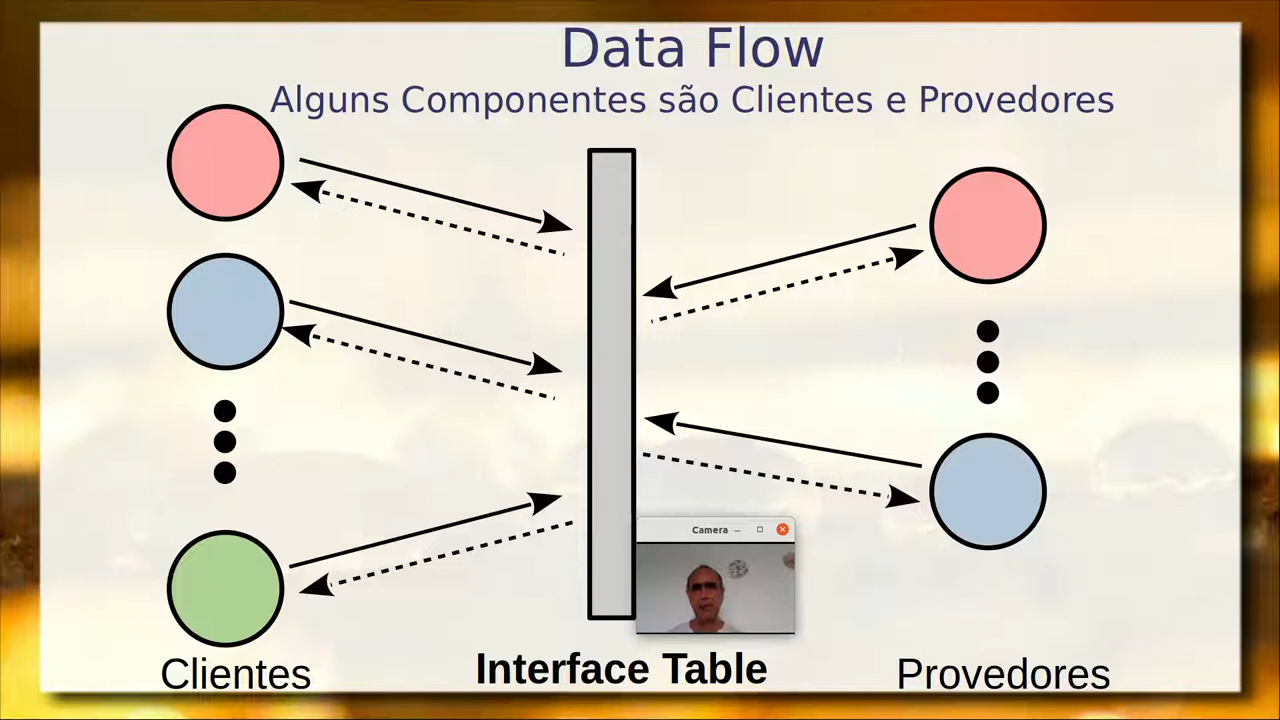 Data Flow
Alguns Componentes são Clientes e Provedores
Camera
Clientes
Interface Table
Provedores